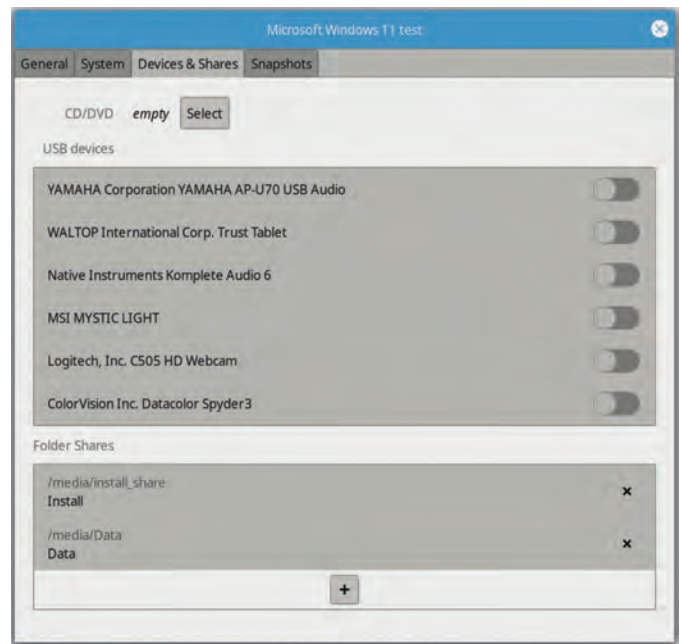 Microsoft Windows 11 test
General System Devices & Shares Snapshots
CD/DVD empty Select
USB devices
YAMAHA Corporation YAMAHA AP-U70 USB Audio
WALTOP International Corp. Trust Tablet
Native Instruments Komplete Audio 6
MSI MYSTIC LIGHT
Logitech, Inc. C505 HD Webcam
ColorVision Inc. Datacolor Spyder3
Folder Shares
/media/install_share
Install
/media/Data
Data
+